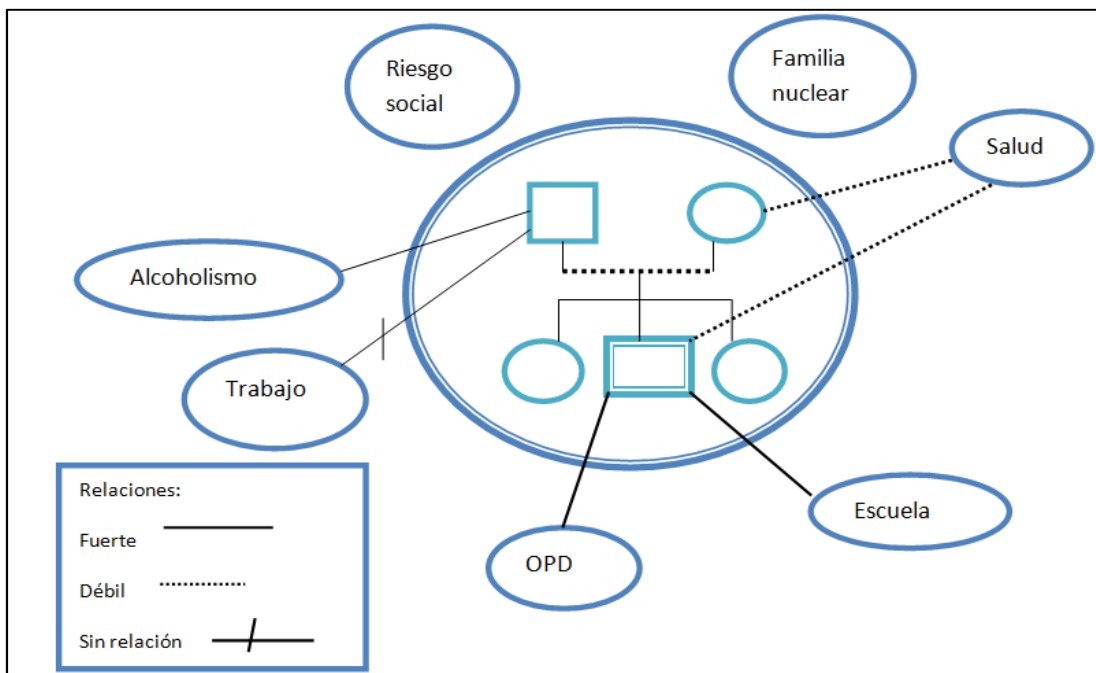 Riesgo
social
Familia
nuclear
Salud
Alcoholismo
Trabajo
Escuela
OPD
Relaciones:
Fuerte
Débil
Sin relación